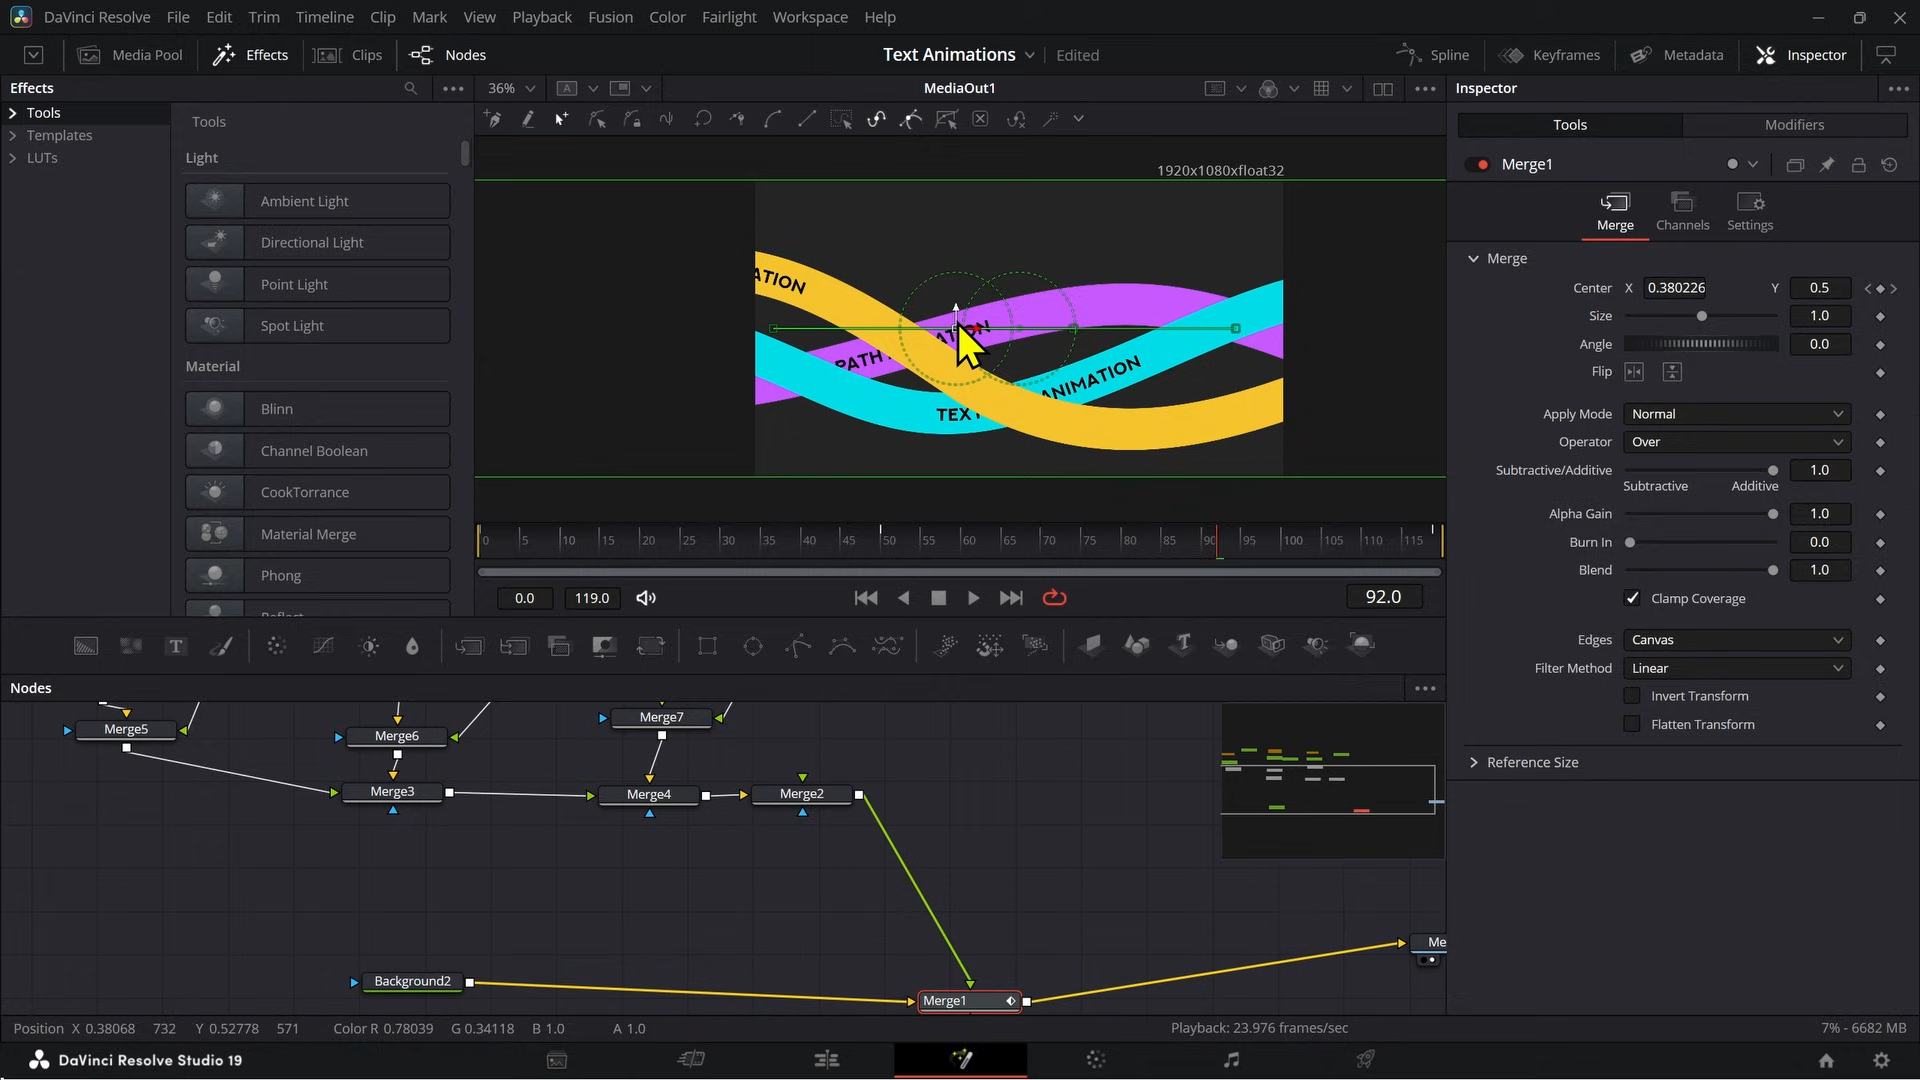 DaVinci Resolve File Edit Trim Timeline Clip Mark View Playback Fusion Color Fairlight Workspace Help
Media Pool Effects Clips Nodes Text Animations Edited Spline Keyframes Metadata Inspector
Effects 36% A MediaOut1 Inspector
Tools
Templates
LUTs
Tools
Light
Ambient Light
Directional Light
Point Light
Spot Light
Material
Blinn
Channel Boolean
CookTorrance
Material Merge
Phong
1920x1080xfloat32
ATION
PATH
TEXT
ANIMATION
0 5 10 15 20 25 30 35 40 45 50 55 60 65 70 75 80 85 90 95 100 105 110 115
0.0 119.0 92.0
Tools Modifiers
Merge1
Merge Channels Settings
Merge
Center X 0.380226 Y 0.5
Size 1.0
Angle 0.0
Flip
Apply Mode Normal
Operator Over
Subtractive/Additive 1.0
Subtractive Additive
Alpha Gain 1.0
Burn In 0.0
Blend 1.0
Clamp Coverage
Edges Canvas
Filter Method Linear
Invert Transform
Flatten Transform
Reference Size
Nodes
Merge5 Merge6 Merge7
Merge3 Merge4 Merge2
Me
Background2 Merge1
Position X 0.38068 732 Y 0.52778 571 Color R 0.78039 G 0.34118 B 1.0 A 1.0 Playback: 23.976 frames/sec 7% - 6682 MB
DaVinci Resolve Studio 19